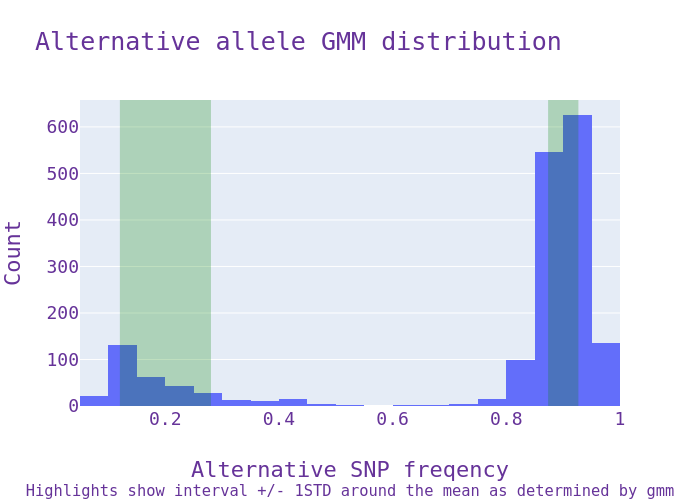 Alternative allele GMM distribution
Count
600
500
400
300
200
100
0
0.2 0.4 0.6 0.8 1
Alternative SNP freqency
Highlights show interval +/- 1STD around the mean as determined by gmm